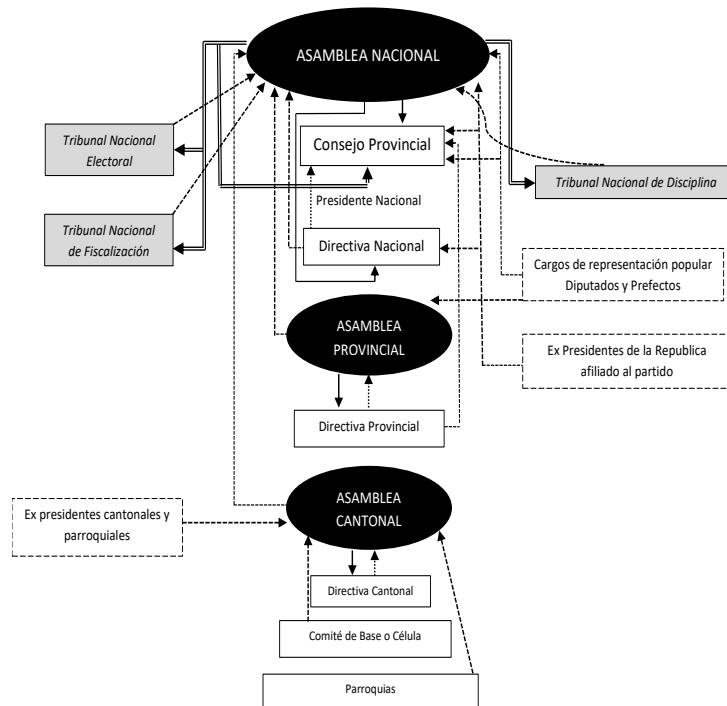 ASAMBLEA NACIONAL
Tribunal Nacional
Electoral
Consejo Provincial
Tribunal Nacional de Disciplina
Presidente Nacional
Tribunal Nacional
de Fiscalización
Directiva Nacional
Cargos de representación popular
Diputados y Prefectos
ASAMBLEA
PROVINCIAL
Ex Presidentes de la Republica
afiliado al partido
Directiva Provincial
Ex presidentes cantonales y
parroquiales
ASAMBLEA
CANTONAL
Directiva Cantonal
Comité de Base o Célula
Parroquias